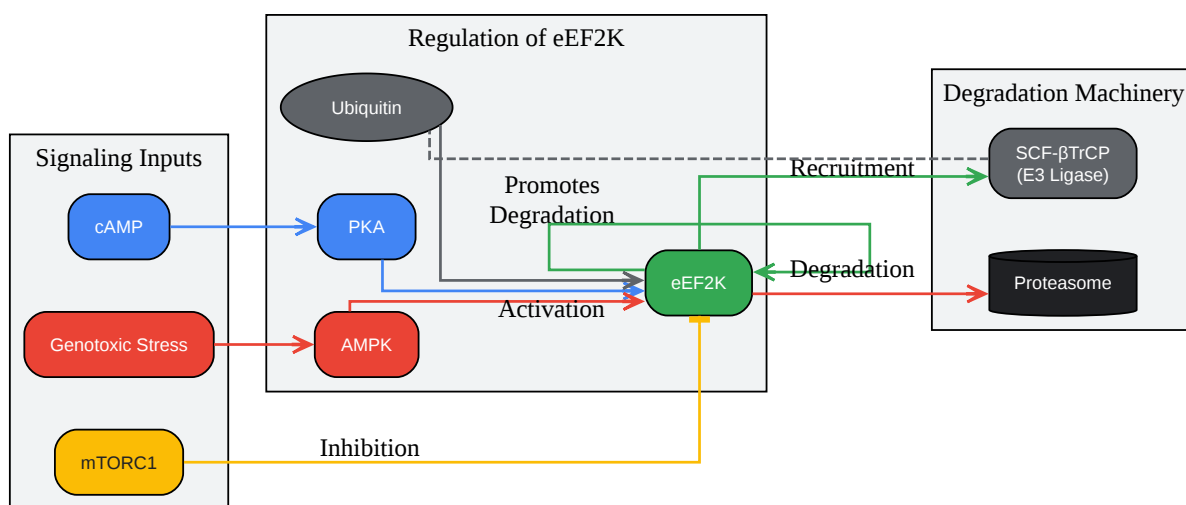 Regulation of eEF2K
Degradation Machinery
Signaling Inputs
Ubiquitin
SCF-βTrCP
(E3 Ligase)
Recruitment
Promotes
Degradation
cAMP
PKA
eEF2K
Degradation
Proteasome
Activation
Genotoxic Stress
AMPK
Inhibition
mTORC1